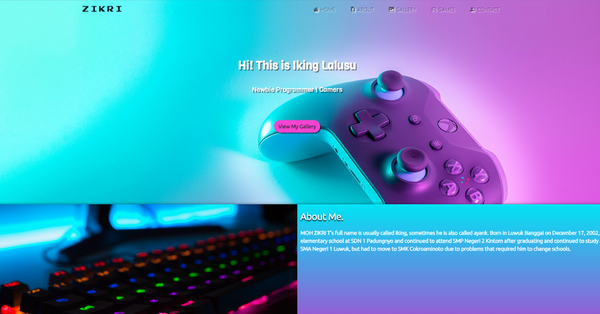 ZIKRI HOME ABOUT GALLERY GAMES CONTACT
Hi! This is Iking Lalusu
Newbie Programmer | Gamers
View My Gallery
About Me.
MOH ZIKRI T's full name is usually called Iking, sometimes he is also called ayank. Born in Luwuk Banggai on December 17, 2002,
elementary school at SDN 1 Padungnyo and continued to attend SMP Negeri 2 Kintom after graduating and continued to study
SMA Negeri 1 Luwuk, but had to move to SMK Cokroaminoto due to problems that required him to change schools.